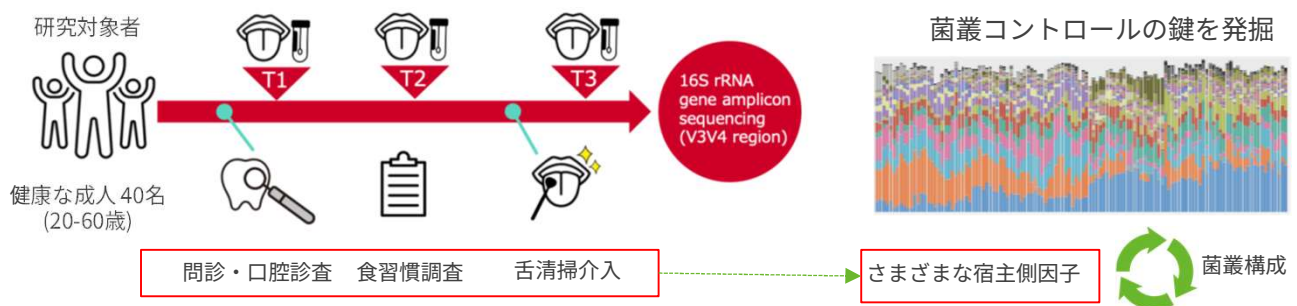 研究対象者
T1
T2
T3
16S rRNA
gene amplicon
sequencing
(V3V4 region)
菌叢コントロールの鍵を発掘
健康な成人 40名
(20-60歳)
問診・口腔診査 食習慣調査 舌清掃介入
さまざまな宿主側因子
菌叢構成